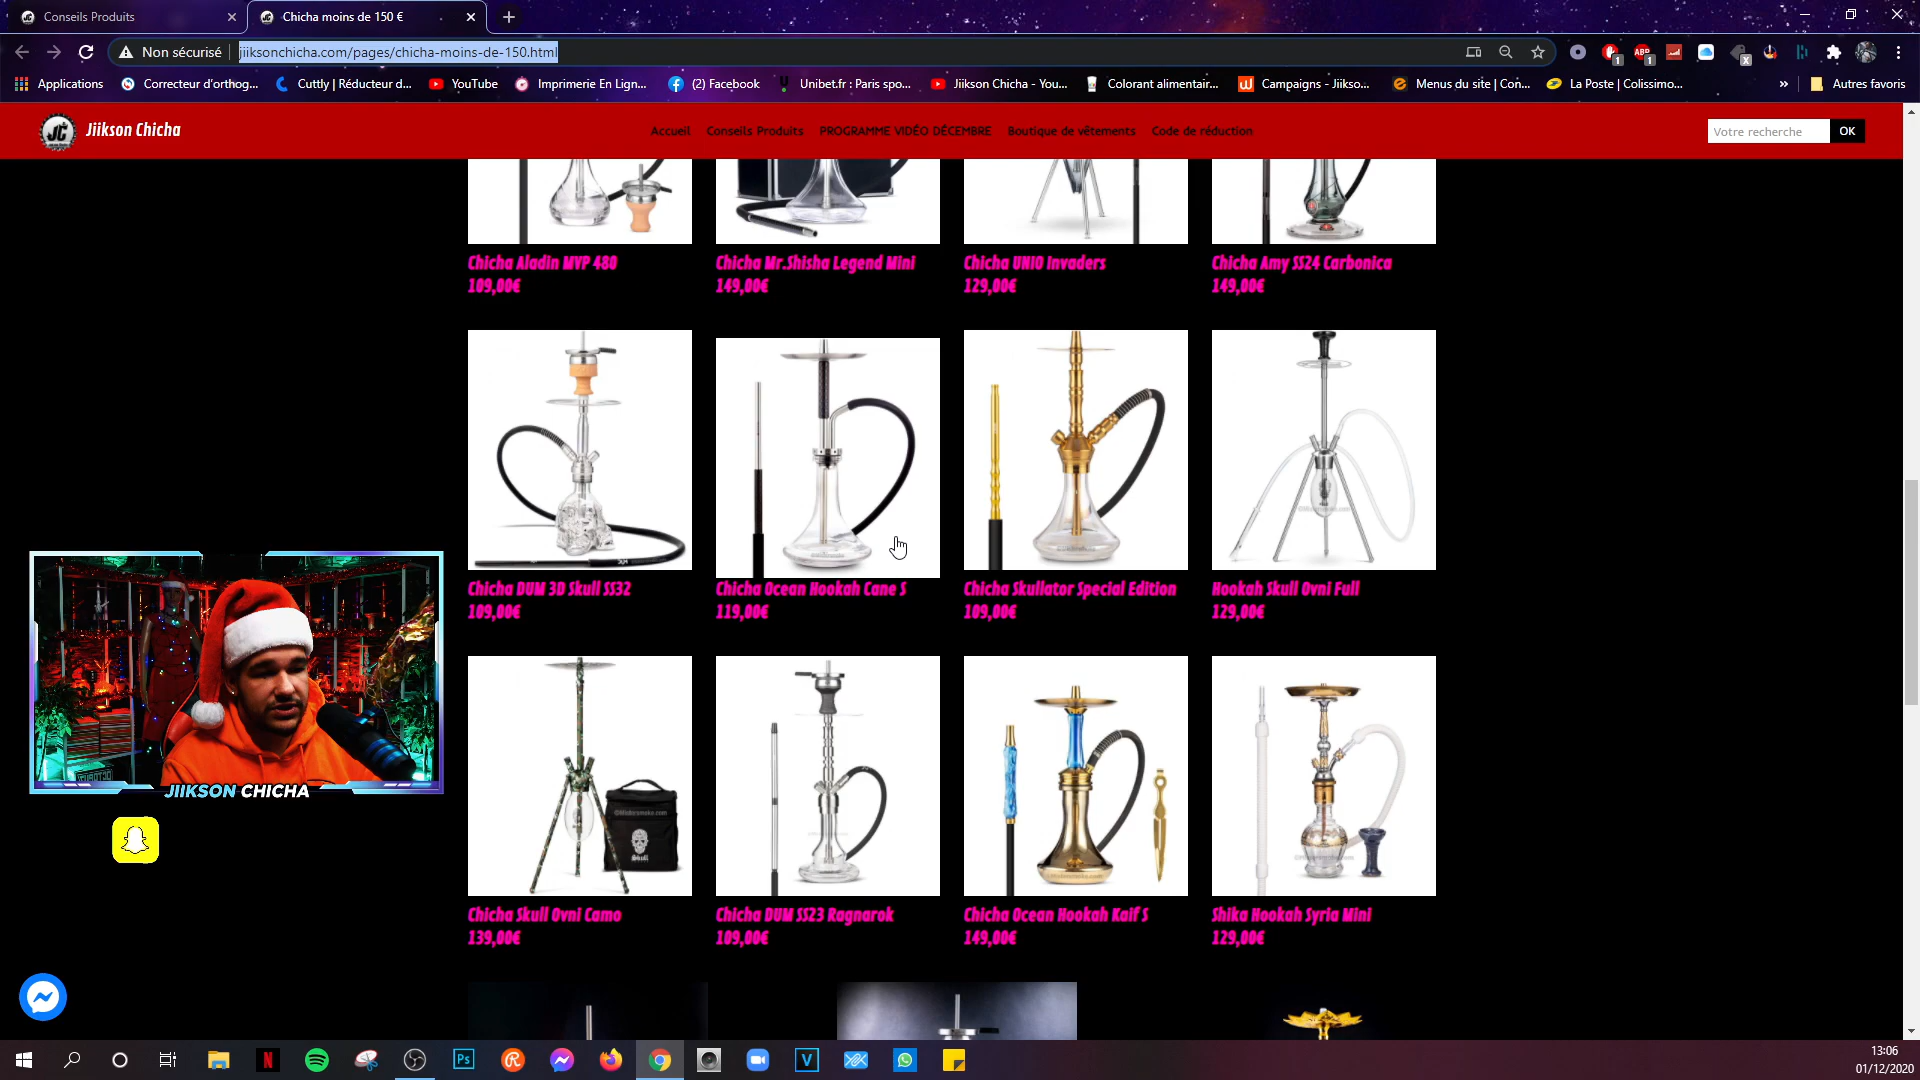 Conseils Produits
Chicha moins de 150 €
Non sécurisé
jiiksonchicha.com/pages/chicha-moins-de-150.html
Applications
Correcteur d'orthog...
Cuttly | Réducteur d...
YouTube
Imprimerie En Lign...
(2) Facebook
Unibet.fr : Paris spo...
Jiikson Chicha - You...
Colorant alimentair...
Campaigns - Jiikso...
Menus du site | Con...
La Poste | Colissimo...
»
Autres favoris
Jiikson Chicha
Accueil
Conseils Produits
PROGRAMME VIDÉO DÉCEMBRE
Boutique de vêtements
Code de réduction
Votre recherche
OK
Chicha Aladin MVP 480
109,00€
Chicha Mr.Shisha Legend Mini
149,00€
Chicha UNIO Invaders
129,00€
Chicha Amy SS24 Carbonica
149,00€
Chicha DUM 3D Skull SS32
109,00€
Chicha Ocean Hookah Cane S
119,00€
Chicha Skullator Special Edition
109,00€
Hookah Skull Ovni Full
129,00€
JIIKSON CHICHA
Skull
Chicha Skull Ovni Camo
139,00€
Chicha DUM SS23 Ragnarok
109,00€
Chicha Ocean Hookah Kaif S
149,00€
Shika Hookah Syria Mini
129,00€
13:06
01/12/2020